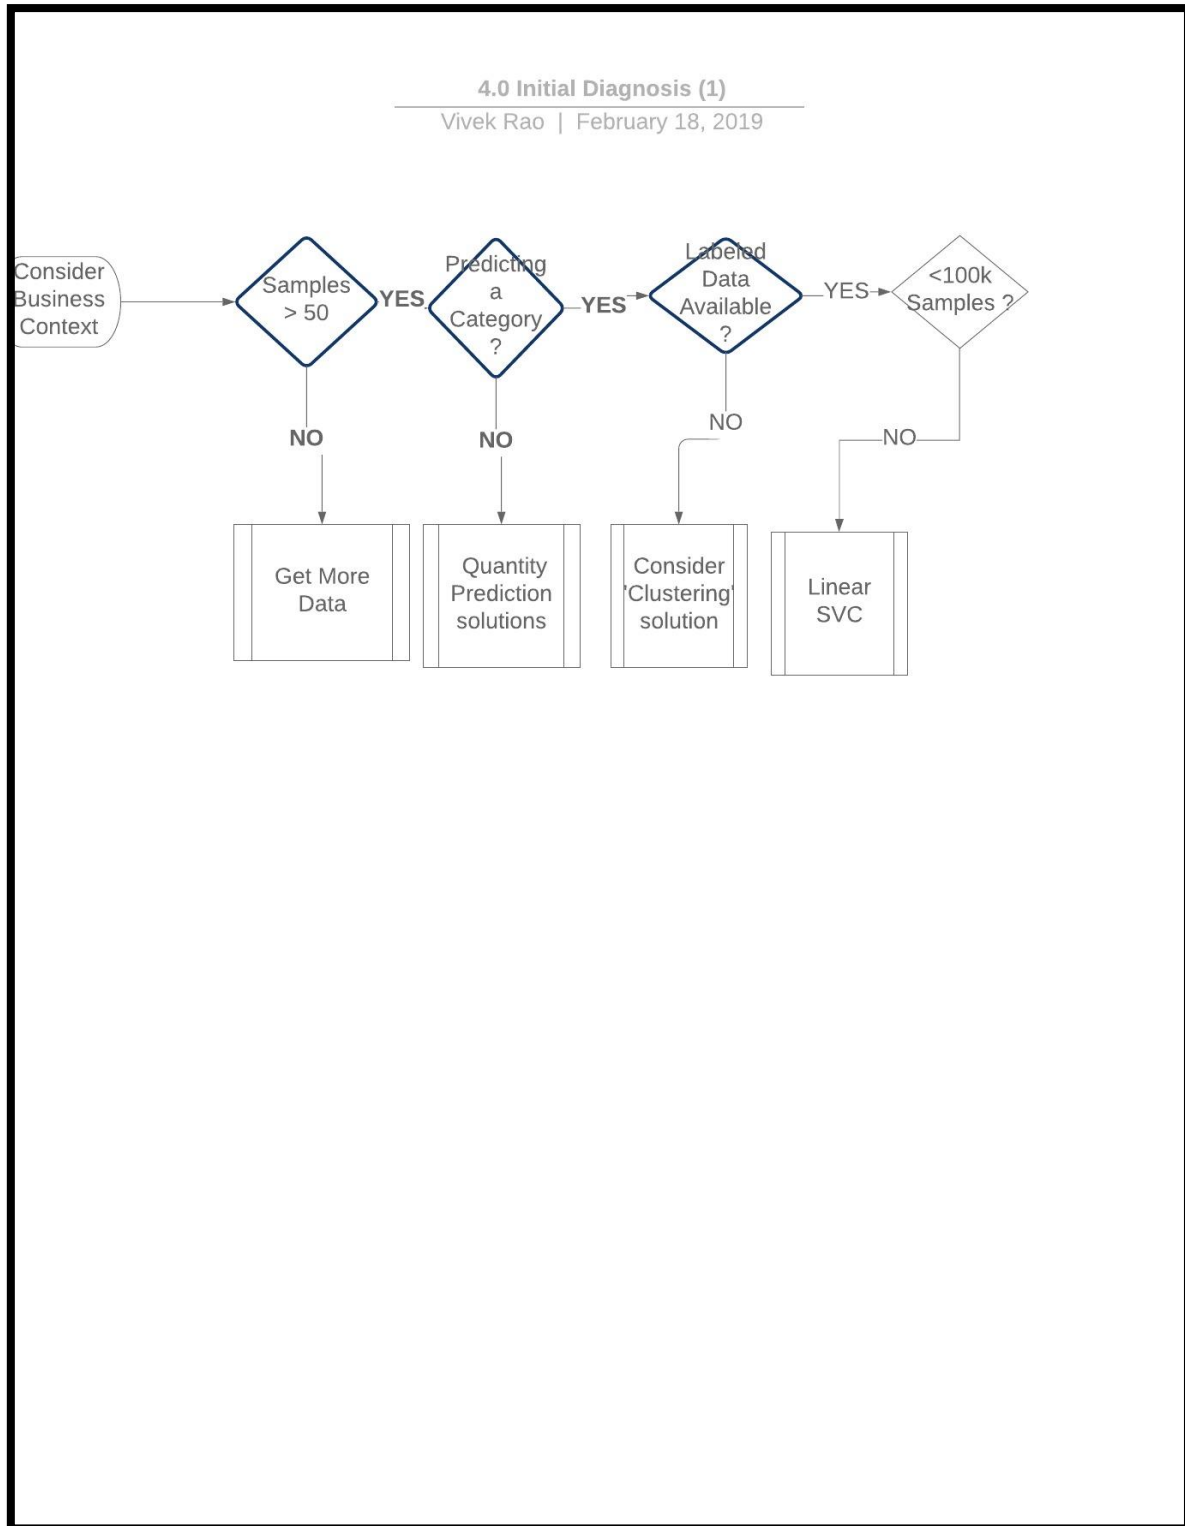 4.0 Initial Diagnosis (1)
Vivek Rao | February 18, 2019
Consider
Business
Context
Samples
> 50
YES
Predicting
a
Category
?
YES
Labeled
Data
Available
?
YES
<100k
Samples ?
NO
NO
NO
NO
Get More
Data
Quantity
Prediction
solutions
Consider
'Clustering'
solution
Linear
SVC